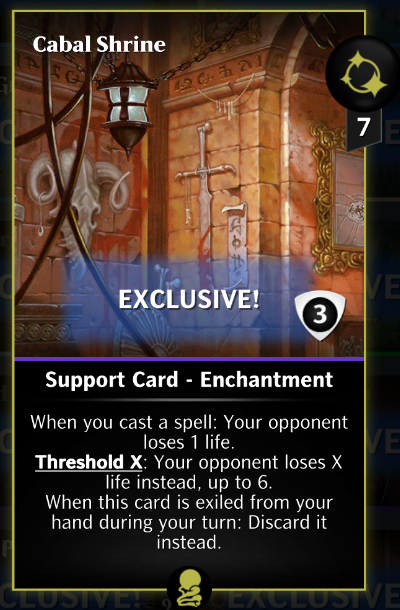 Cabal Shrine
7
EXCLUSIVE!
3
Support Card - Enchantment
When you cast a spell: Your opponent
loses 1 life.
Threshold X: Your opponent loses X
life instead, up to 6.
When this card is exiled from your
hand during your turn: Discard it
instead.